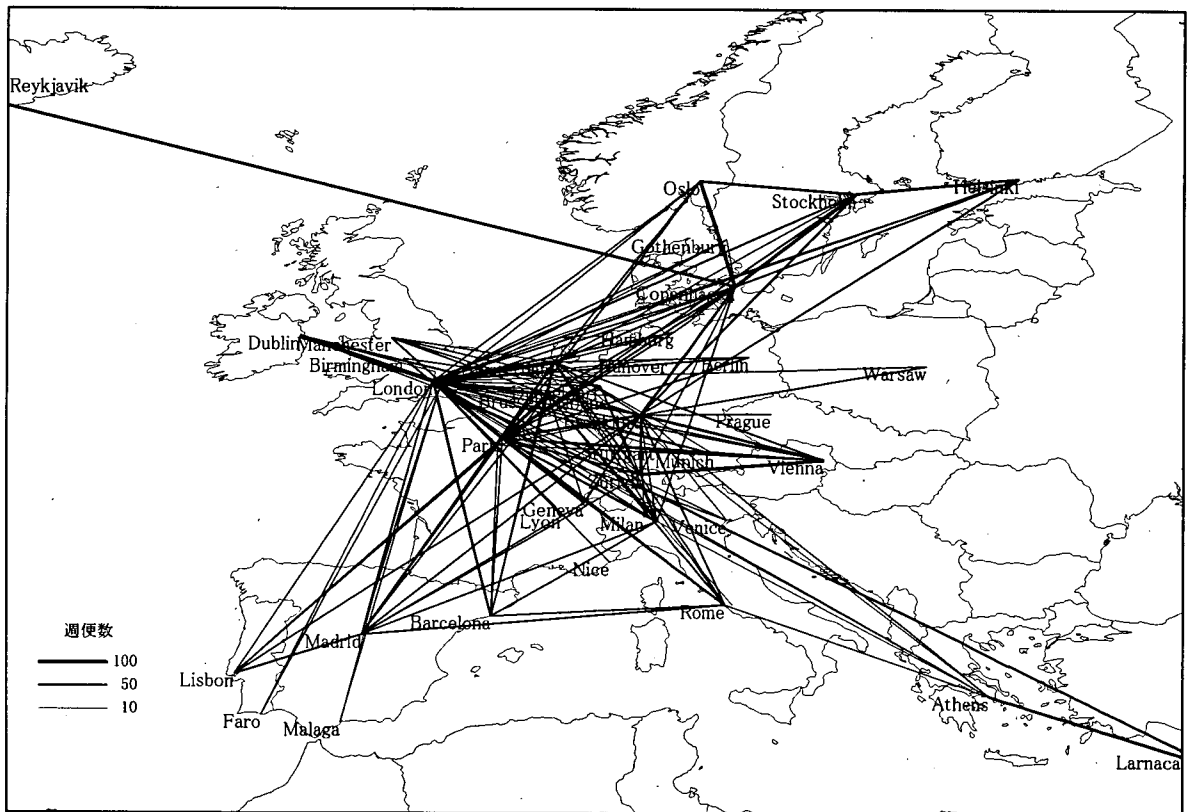 Reykjavik
Oslo
Stockholm
Helsinki
Gothenburg
Copenhagen
Dublin
Manchester
Hamburg
Birmingham
Hanover
Berlin
Warsaw
London
Prague
Paris
Munich
Vienna
Zurich
Geneva
Lyon
Milan
Venice
Nice
Barcelona
Rome
Madrid
Lisbon
Faro
Malaga
Athens
Larnaca
週便数
100
50
10